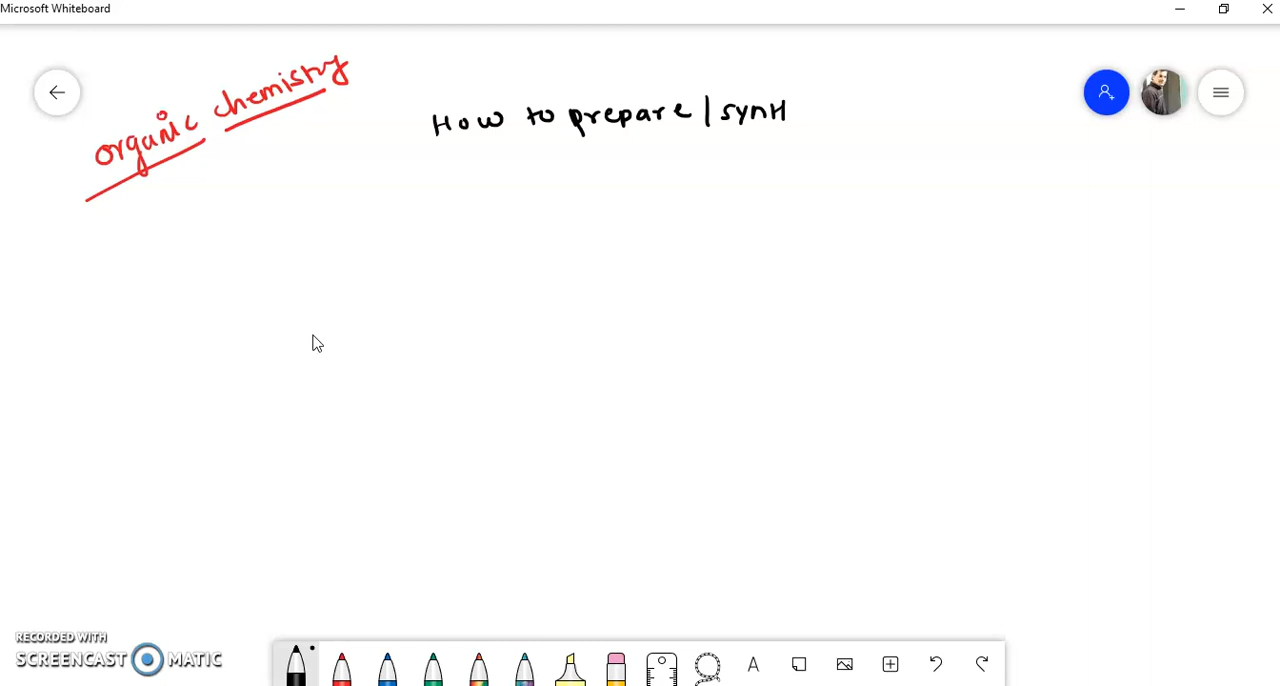 Microsoft Whiteboard
organic chemistry
How to prepare | synH
RECORDED WITH
SCREENCAST MATIC
A